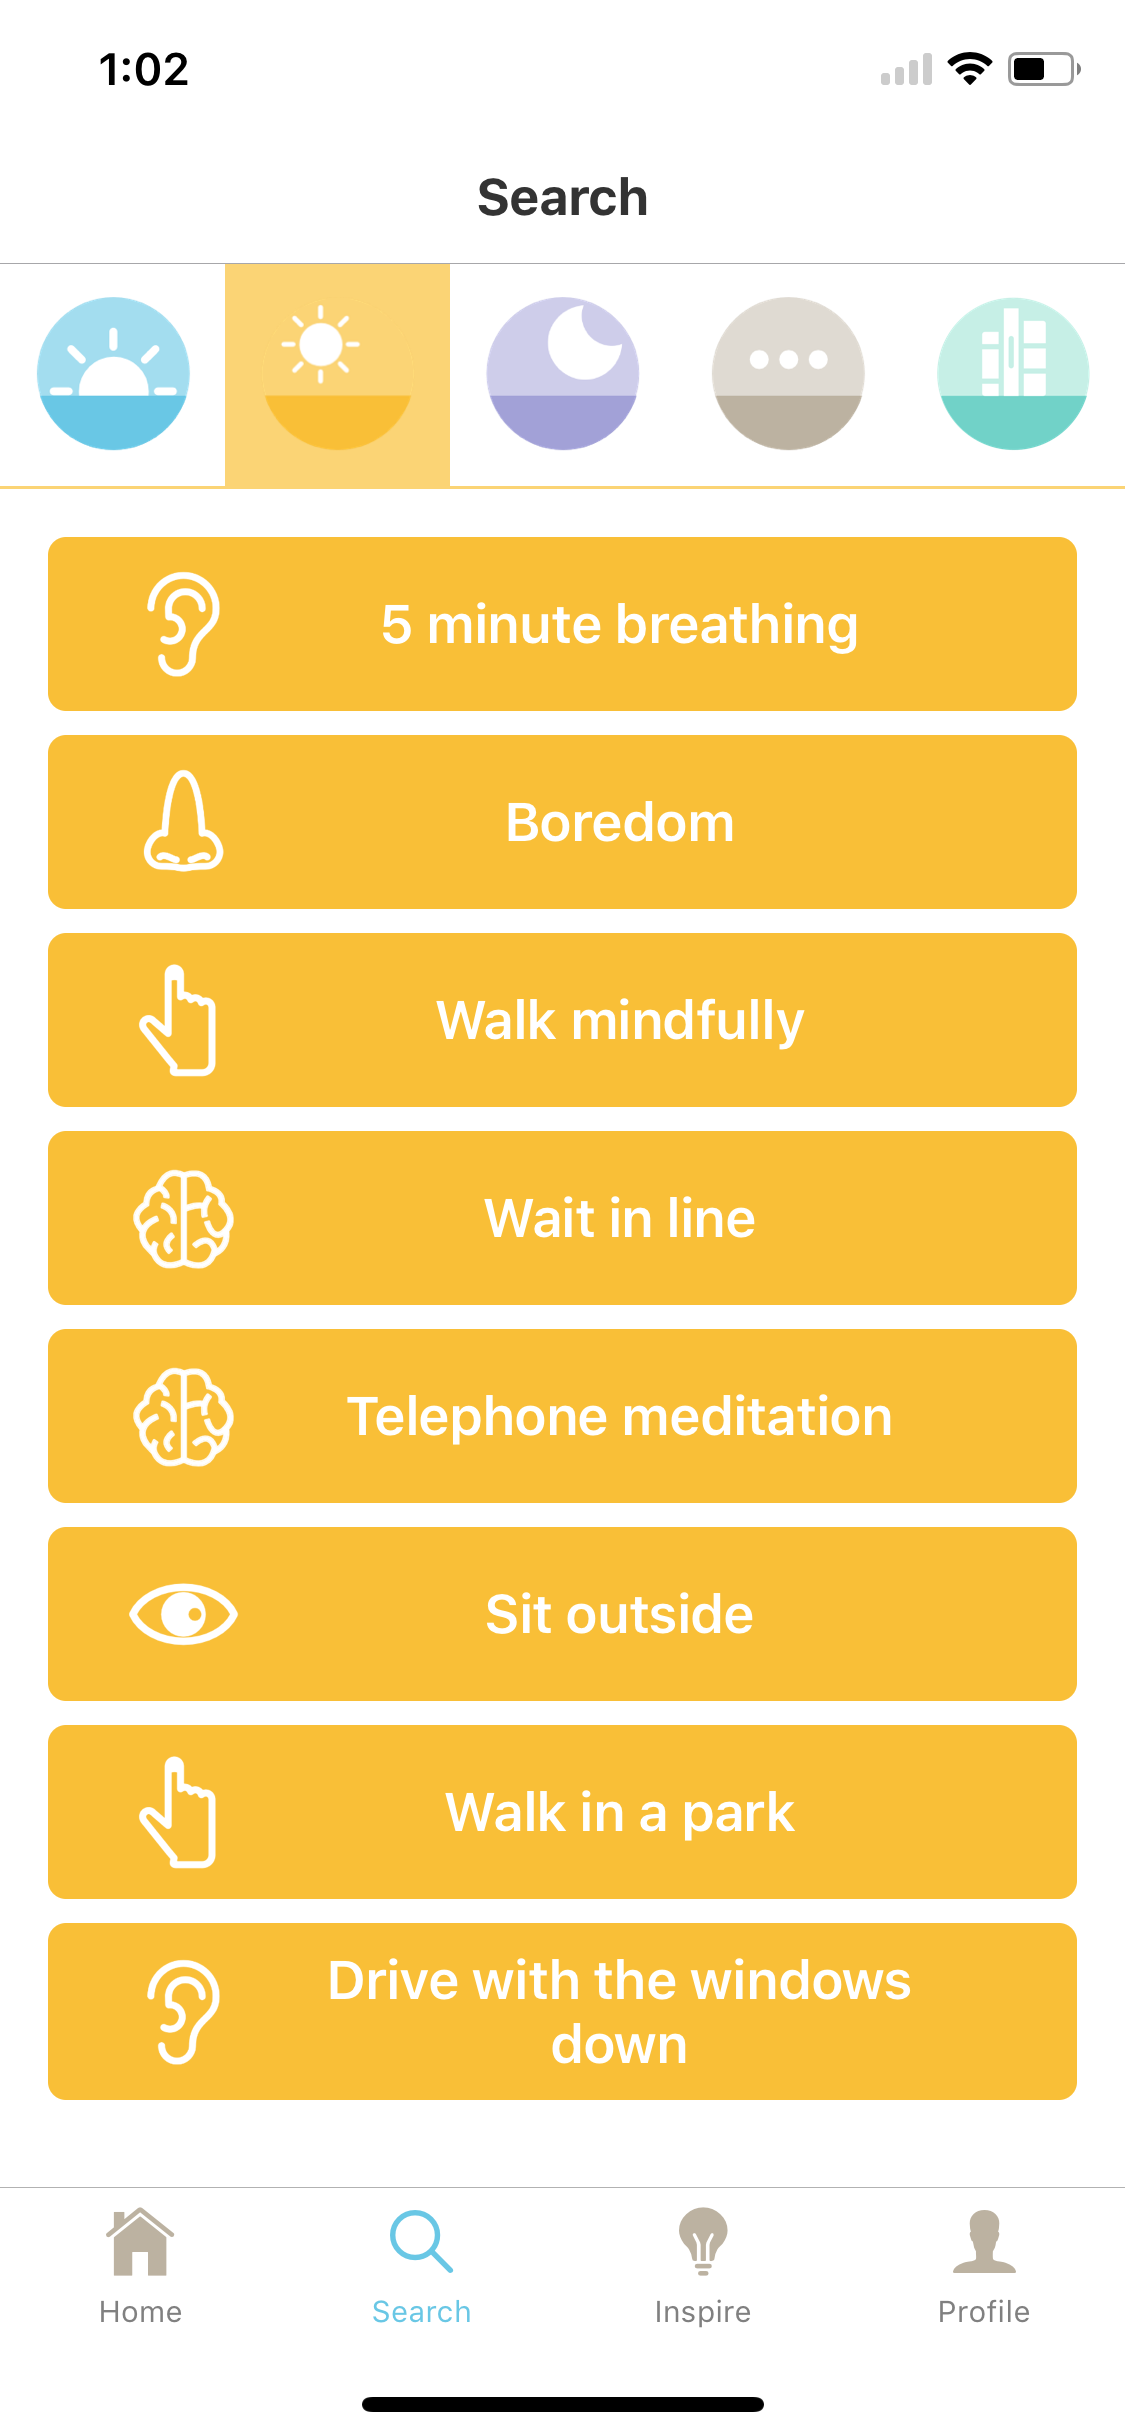 1:02
Search
5 minute breathing
Boredom
Walk mindfully
Wait in line
Telephone meditation
Sit outside
Walk in a park
Drive with the windows
down
Home
Search
Inspire
Profile